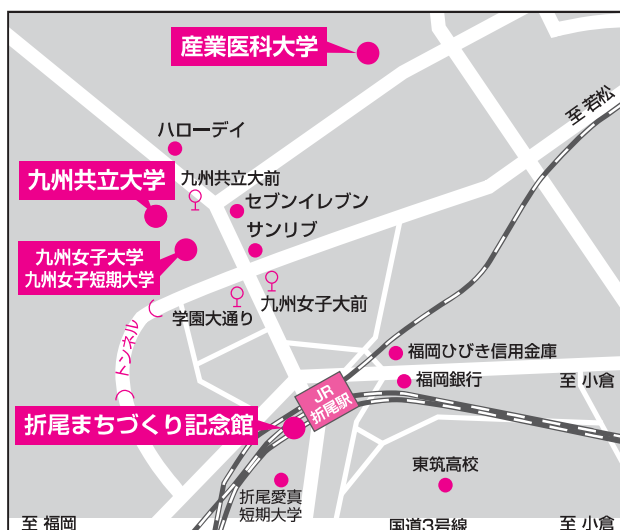 産業医科大学
至 若松
ハローデイ
九州共立大学
九州共立大前
セブンイレブン
サンリブ
九州女子大学
九州女子短期大学
九州女子大前
学園大通り
トンネル
福岡ひびき信用金庫
福岡銀行
至 小倉
JR
折尾駅
折尾まちづくり記念館
東筑高校
折尾愛真
短期大学
至 福岡
国道3号線
至 小倉